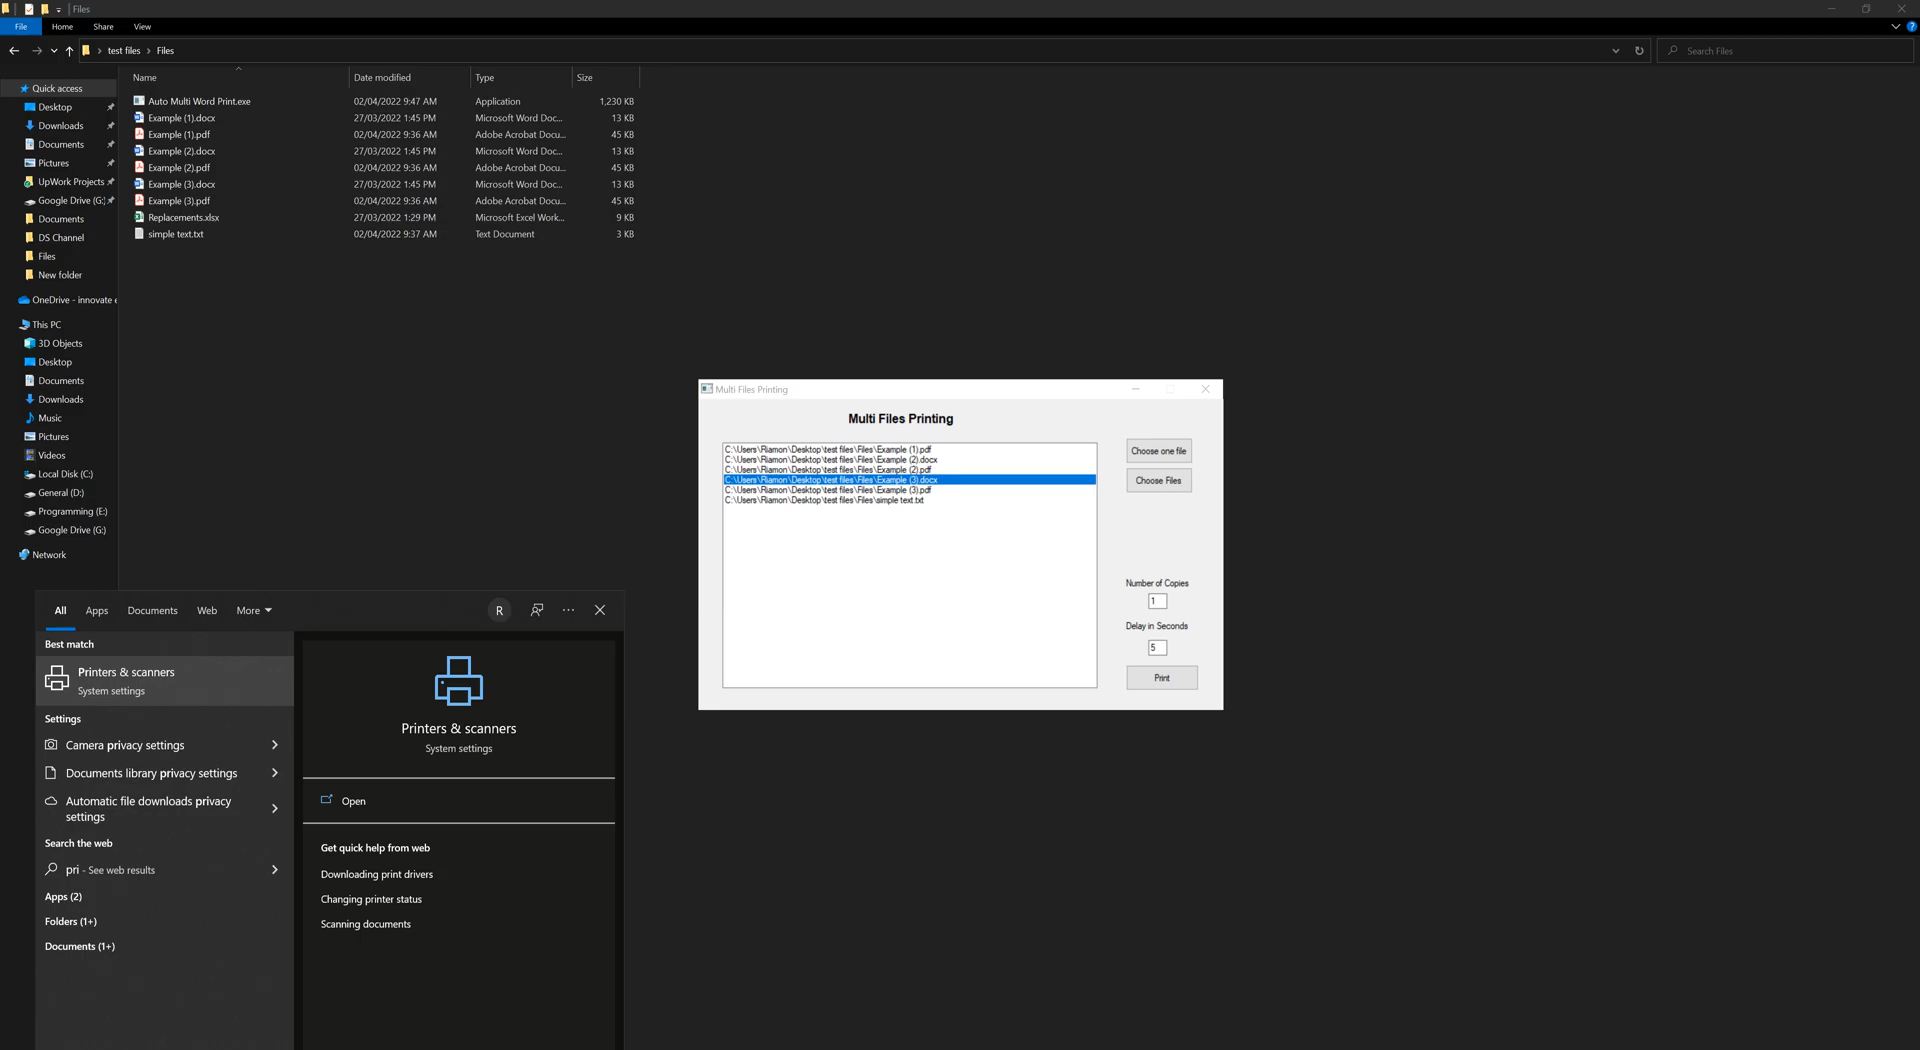 Files
File Home Share View
test files > Files
Search Files
Name Date modified Type Size
Auto Multi Word Print.exe 02/04/2022 9:47 AM Application 1,230 KB
Example (1).docx 27/03/2022 1:45 PM Microsoft Word Doc... 13 KB
Example (1).pdf 02/04/2022 9:36 AM Adobe Acrobat Docu... 45 KB
Example (2).docx 27/03/2022 1:45 PM Microsoft Word Doc... 13 KB
Example (2).pdf 02/04/2022 9:36 AM Adobe Acrobat Docu... 45 KB
Example (3).docx 27/03/2022 1:45 PM Microsoft Word Doc... 13 KB
Example (3).pdf 02/04/2022 9:36 AM Adobe Acrobat Docu... 45 KB
Replacements.xlsx 27/03/2022 1:29 PM Microsoft Excel Work... 9 KB
simple text.txt 02/04/2022 9:37 AM Text Document 3 KB
Quick access
Desktop
Downloads
Documents
Pictures
UpWork Projects
Google Drive (G:
Documents
DS Channel
Files
New folder
OneDrive - innovate e
This PC
3D Objects
Desktop
Documents
Downloads
Music
Pictures
Videos
Local Disk (C:)
General (D:)
Programming (E:)
Google Drive (G:)
Network
Multi Files Printing
Multi Files Printing
C:\Users\Riamon\Desktop\test files\Files\Example (1).pdf
C:\Users\Riamon\Desktop\test files\Files\Example (2).docx
C:\Users\Riamon\Desktop\test files\Files\Example (2).pdf
C:\Users\Riamon\Desktop\test files\Files\Example (3).docx
C:\Users\Riamon\Desktop\test files\Files\Example (3).pdf
C:\Users\Riamon\Desktop\test files\Files\simple text.txt
Choose one file
Choose Files
Number of Copies
1
Delay in Seconds
5
Print
All Apps Documents Web More R
Best match
Printers & scanners
System settings
Settings
Camera privacy settings
Documents library privacy settings
Automatic file downloads privacy
settings
Search the web
pri - See web results
Apps (2)
Folders (1+)
Documents (1+)
Printers & scanners
System settings
Open
Get quick help from web
Downloading print drivers
Changing printer status
Scanning documents